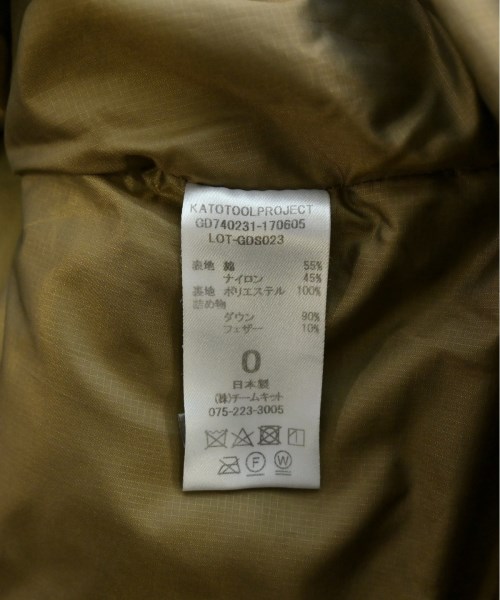 KATOTOOLPROJECT
GD740231-170605
LOT-GDS023
表地 綿 55%
ナイロン 45%
裏地 ポリエステル 100%
詰め物
ダウン 90%
フェザー 10%
0
日本製
(株)チームキット
075-223-3005
F
W